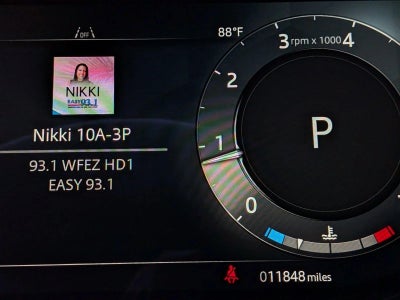 OFF
88°F
3 rpm x 1000 4
2
1
0
P
NIKKI
EASY 93.1
Nikki 10A-3P
93.1 WFEZ HD1
EASY 93.1
011848 miles